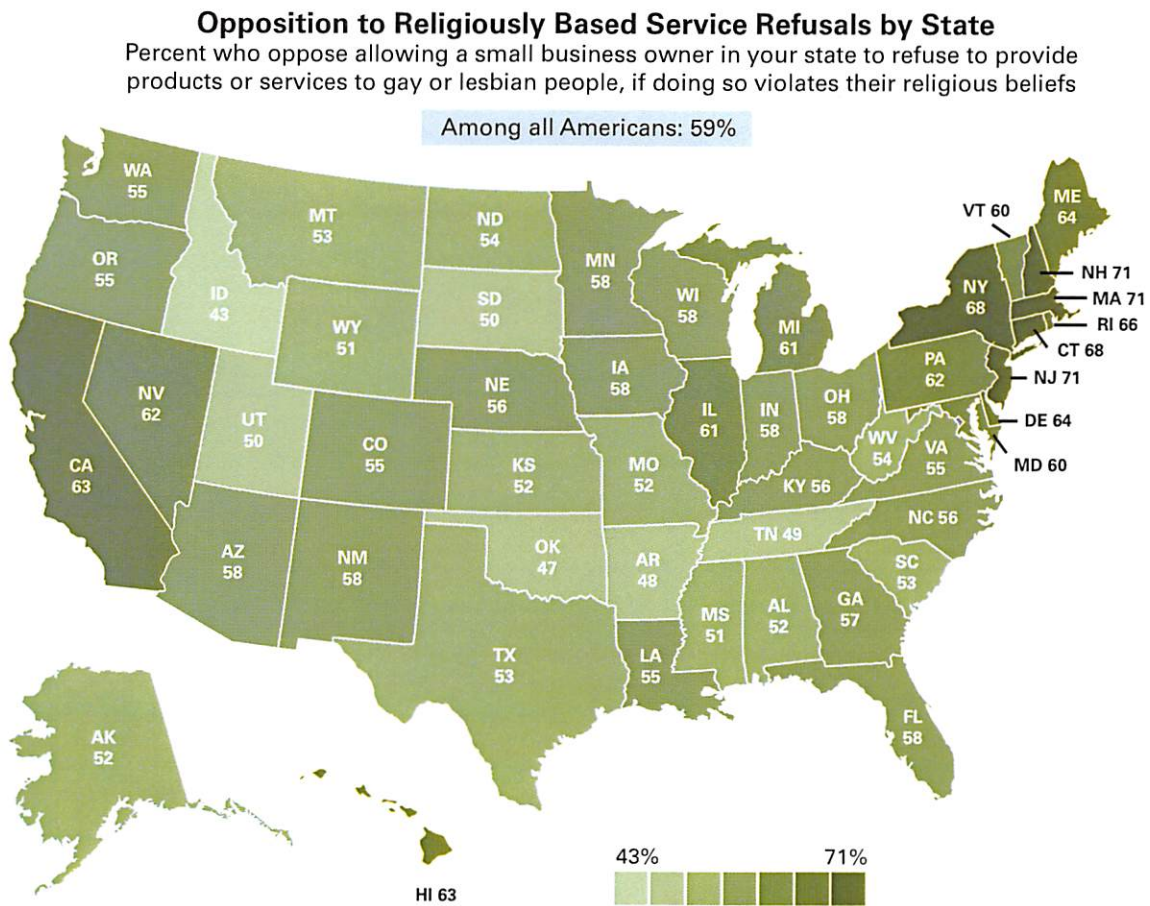 Opposition to Religiously Based Service Refusals by State
Percent who oppose allowing a small business owner in your state to refuse to provide
products or services to gay or lesbian people, if doing so violates their religious beliefs
Among all Americans: 59%
WA
55
OR
55
ID
43
MT
53
ND
54
MN
58
SD
50
WY
51
WI
58
MI
61
VT 60
ME
64
NH 71
MA 71
NY
68
RI 66
CT 68
NJ 71
PA
62
DE 64
MD 60
NV
62
UT
50
CA
63
CO
55
NE
56
IA
58
IL
61
IN
58
OH
58
WV
54
VA
55
KS
52
MO
52
KY 56
NC 56
TN 49
SC
53
AZ
58
NM
58
OK
47
AR
48
MS
51
AL
52
GA
57
TX
53
LA
55
FL
58
AK
52
HI 63
43%
71%